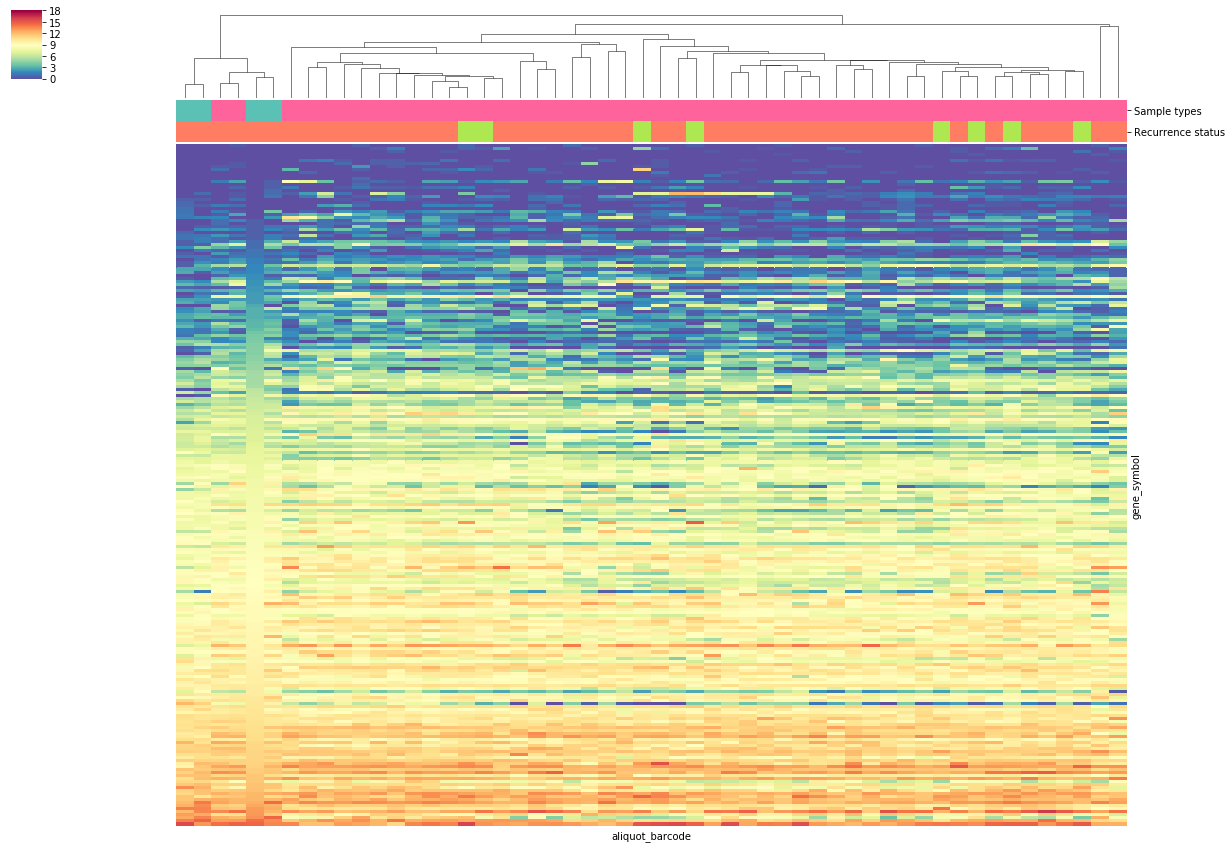 18
15
12
9
6
3
0
Sample types
Recurrence status
gene_symbol
aliquot_barcode